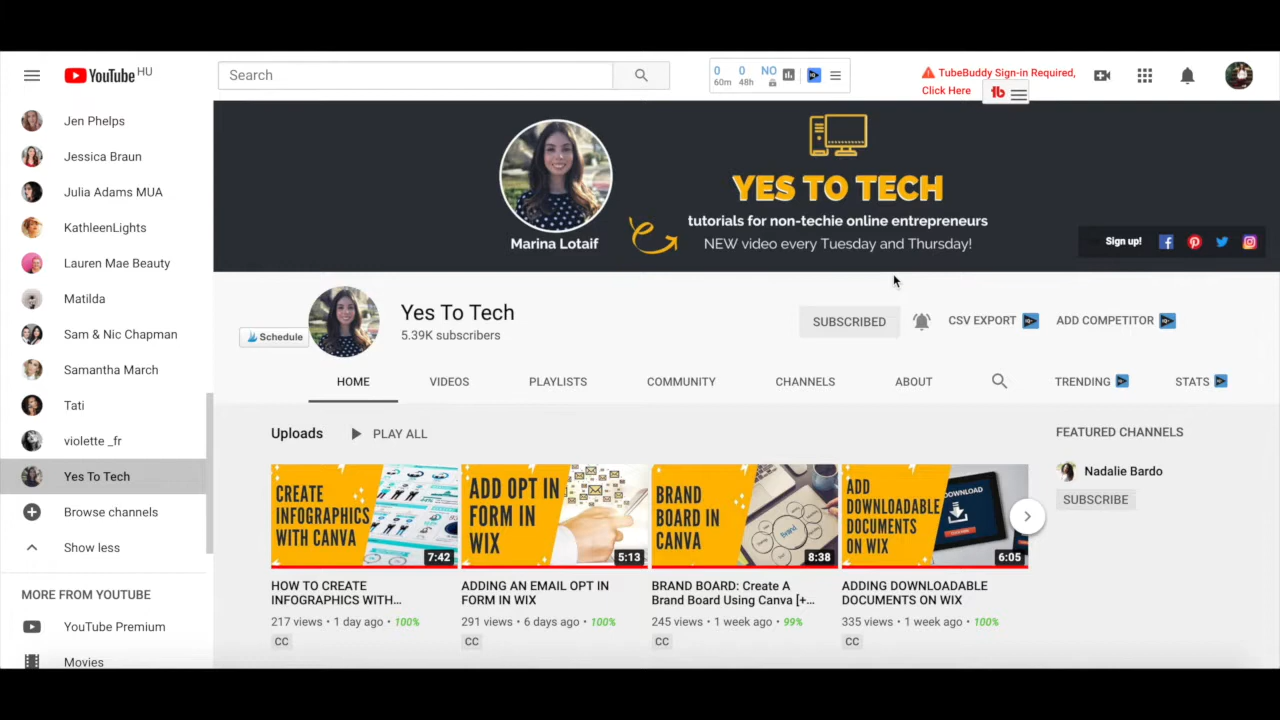 YouTube HU
Search
0 0 NO
60m 48h
TubeBuddy Sign-in Required,
Click Here
tb
Jen Phelps
Jessica Braun
Julia Adams MUA
KathleenLights
Lauren Mae Beauty
Matilda
Sam & Nic Chapman
Samantha March
Tati
violette _fr
Yes To Tech
Browse channels
Show less
MORE FROM YOUTUBE
YouTube Premium
Movies
YES TO TECH
tutorials for non-techie online entrepreneurs
NEW video every Tuesday and Thursday!
Marina Lotaif
Sign up!
Schedule
Yes To Tech
5.39K subscribers
SUBSCRIBED
CSV EXPORT
ADD COMPETITOR
HOME VIDEOS PLAYLISTS COMMUNITY CHANNELS ABOUT TRENDING STATS
Uploads PLAY ALL
CREATE
INFOGRAPHICS
WITH CANVA
7:42
HOW TO CREATE
INFOGRAPHICS WITH...
217 views • 1 day ago • 100%
CC
ADD OPT IN
FORM IN
WIX
5:13
ADDING AN EMAIL OPT IN
FORM IN WIX
291 views • 6 days ago • 100%
CC
BRAND
BOARD IN
CANVA
8:38
BRAND BOARD: Create A
Brand Board Using Canva [+...
245 views • 1 week ago • 99%
CC
ADD
DOWNLOADABLE
DOCUMENTS
ON WIX
DOWNLOAD
6:05
ADDING DOWNLOADABLE
DOCUMENTS ON WIX
335 views • 1 week ago • 100%
CC
FEATURED CHANNELS
Nadalie Bardo
SUBSCRIBE